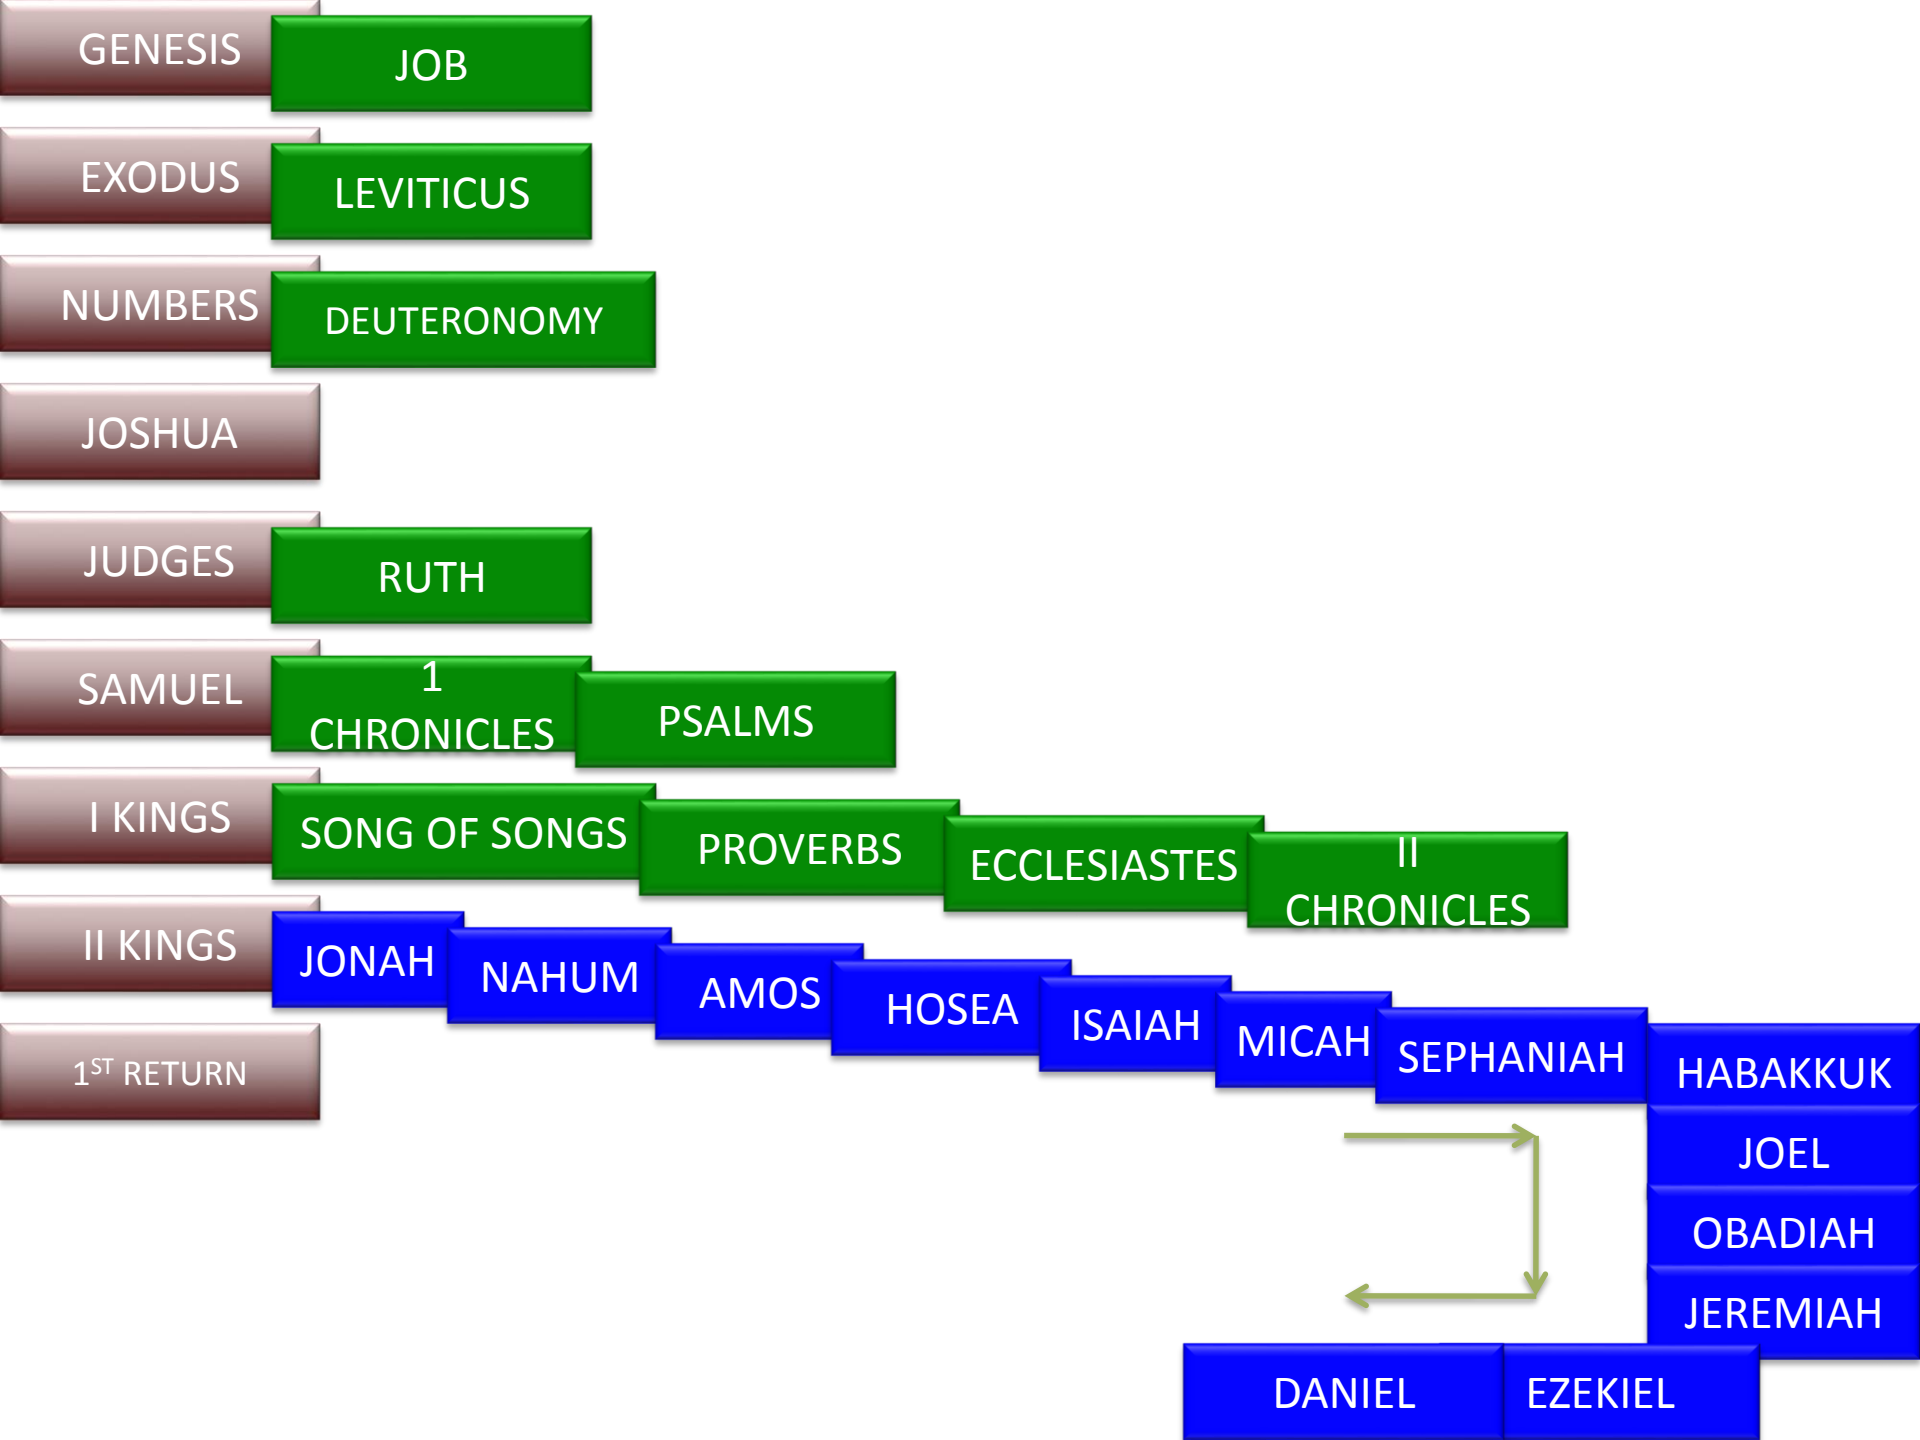 GENESIS
JOB
EXODUS
LEVITICUS
NUMBERS
DEUTERONOMY
JOSHUA
JUDGES
RUTH
SAMUEL
1
CHRONICLES
PSALMS
I KINGS
SONG OF SONGS
PROVERBS
ECCLESIASTES
II
CHRONICLES
II KINGS
JONAH
NAHUM
AMOS
HOSEA
ISAIAH
MICAH
SEPHANIAH
HABAKKUK
1ST RETURN
JOEL
OBADIAH
JEREMIAH
DANIEL
EZEKIEL